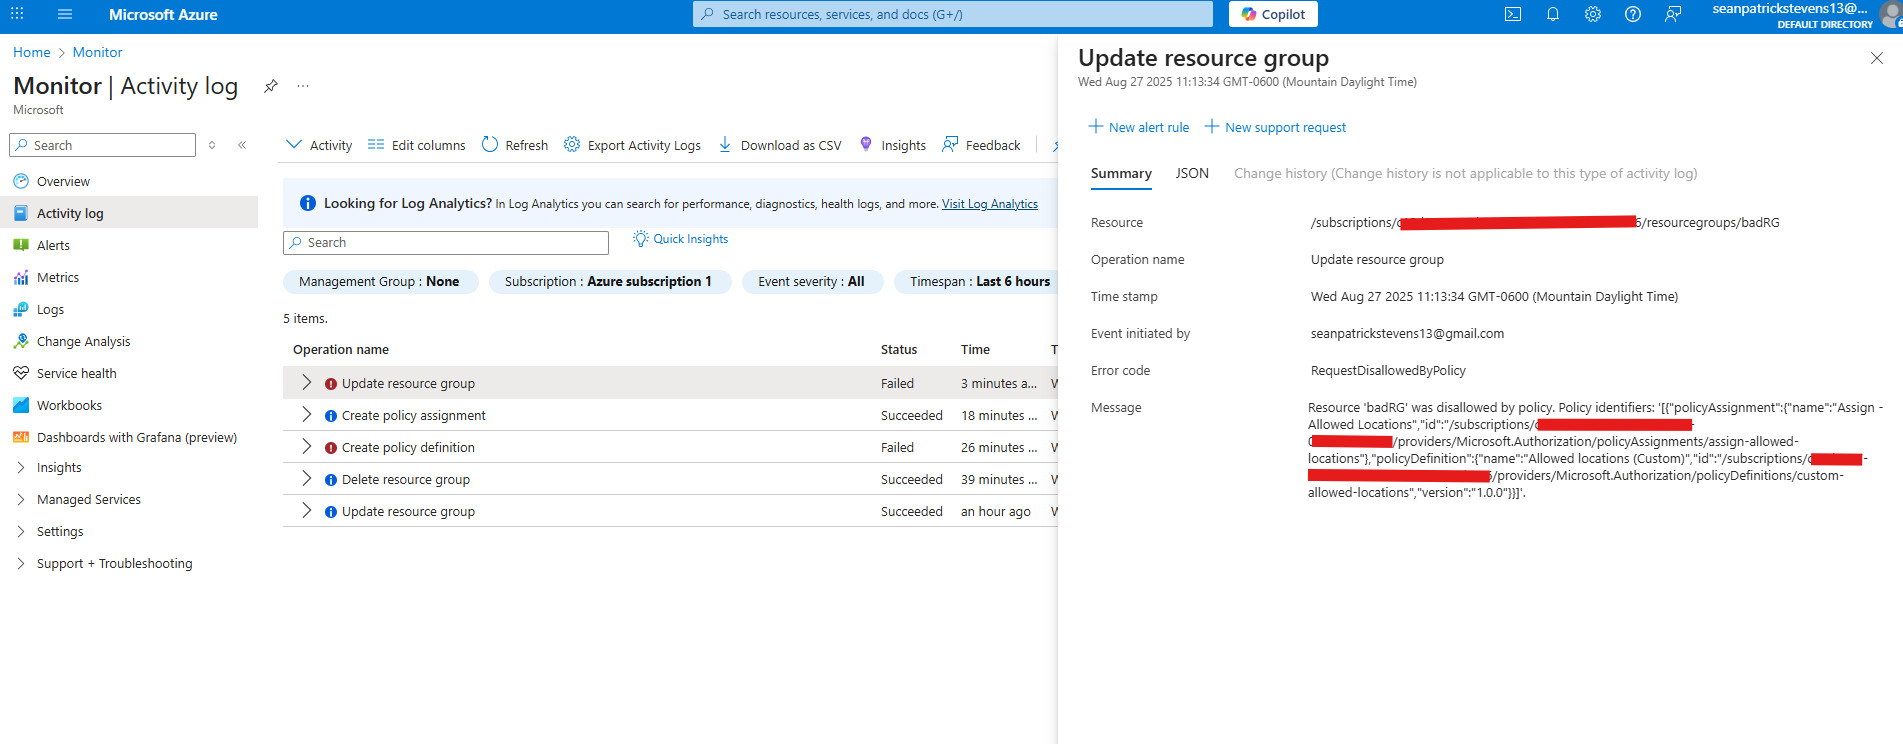 Microsoft Azure
Search resources, services, and docs (G+/)
Copilot
seanpatrickstevens13@...
DEFAULT DIRECTORY
Home > Monitor
Monitor | Activity log
...
Microsoft
Search
Overview
Activity log
Alerts
Metrics
Logs
Change Analysis
Service health
Workbooks
Dashboards with Grafana (preview)
Insights
Managed Services
Settings
Support + Troubleshooting
Activity
Edit columns
Refresh
Export Activity Logs
Download as CSV
Insights
Feedback
Looking for Log Analytics? In Log Analytics you can search for performance, diagnostics, health logs, and more. Visit Log Analytics
Search
Quick Insights
Management Group : None
Subscription : Azure subscription 1
Event severity : All
Timespan : Last 6 hours
5 items.
Operation name Status Time
Update resource group Failed 3 minutes a...
Create policy assignment Succeeded 18 minutes ...
Create policy definition Failed 26 minutes ...
Delete resource group Succeeded 39 minutes ...
Update resource group Succeeded an hour ago
Update resource group
Wed Aug 27 2025 11:13:34 GMT-0600 (Mountain Daylight Time)
New alert rule
New support request
Summary
JSON
Change history (Change history is not applicable to this type of activity log)
Resource /subscriptions/ /resourcegroups/badRG
Operation name Update resource group
Time stamp Wed Aug 27 2025 11:13:34 GMT-0600 (Mountain Daylight Time)
Event initiated by seanpatrickstevens13@gmail.com
Error code RequestDisallowedByPolicy
Message Resource 'badRG' was disallowed by policy. Policy identifiers: '[{"policyAssignment":{"name":"Assign -
Allowed Locations","id":"/subscriptions/ -
/providers/Microsoft.Authorization/policyAssignments/assign-allowed-
locations"},"policyDefinition":{"name":"Allowed locations (Custom)","id":"/subscriptions/ -
/providers/Microsoft.Authorization/policyDefinitions/custom-
allowed-locations","version":"1.0.0"}}]'.